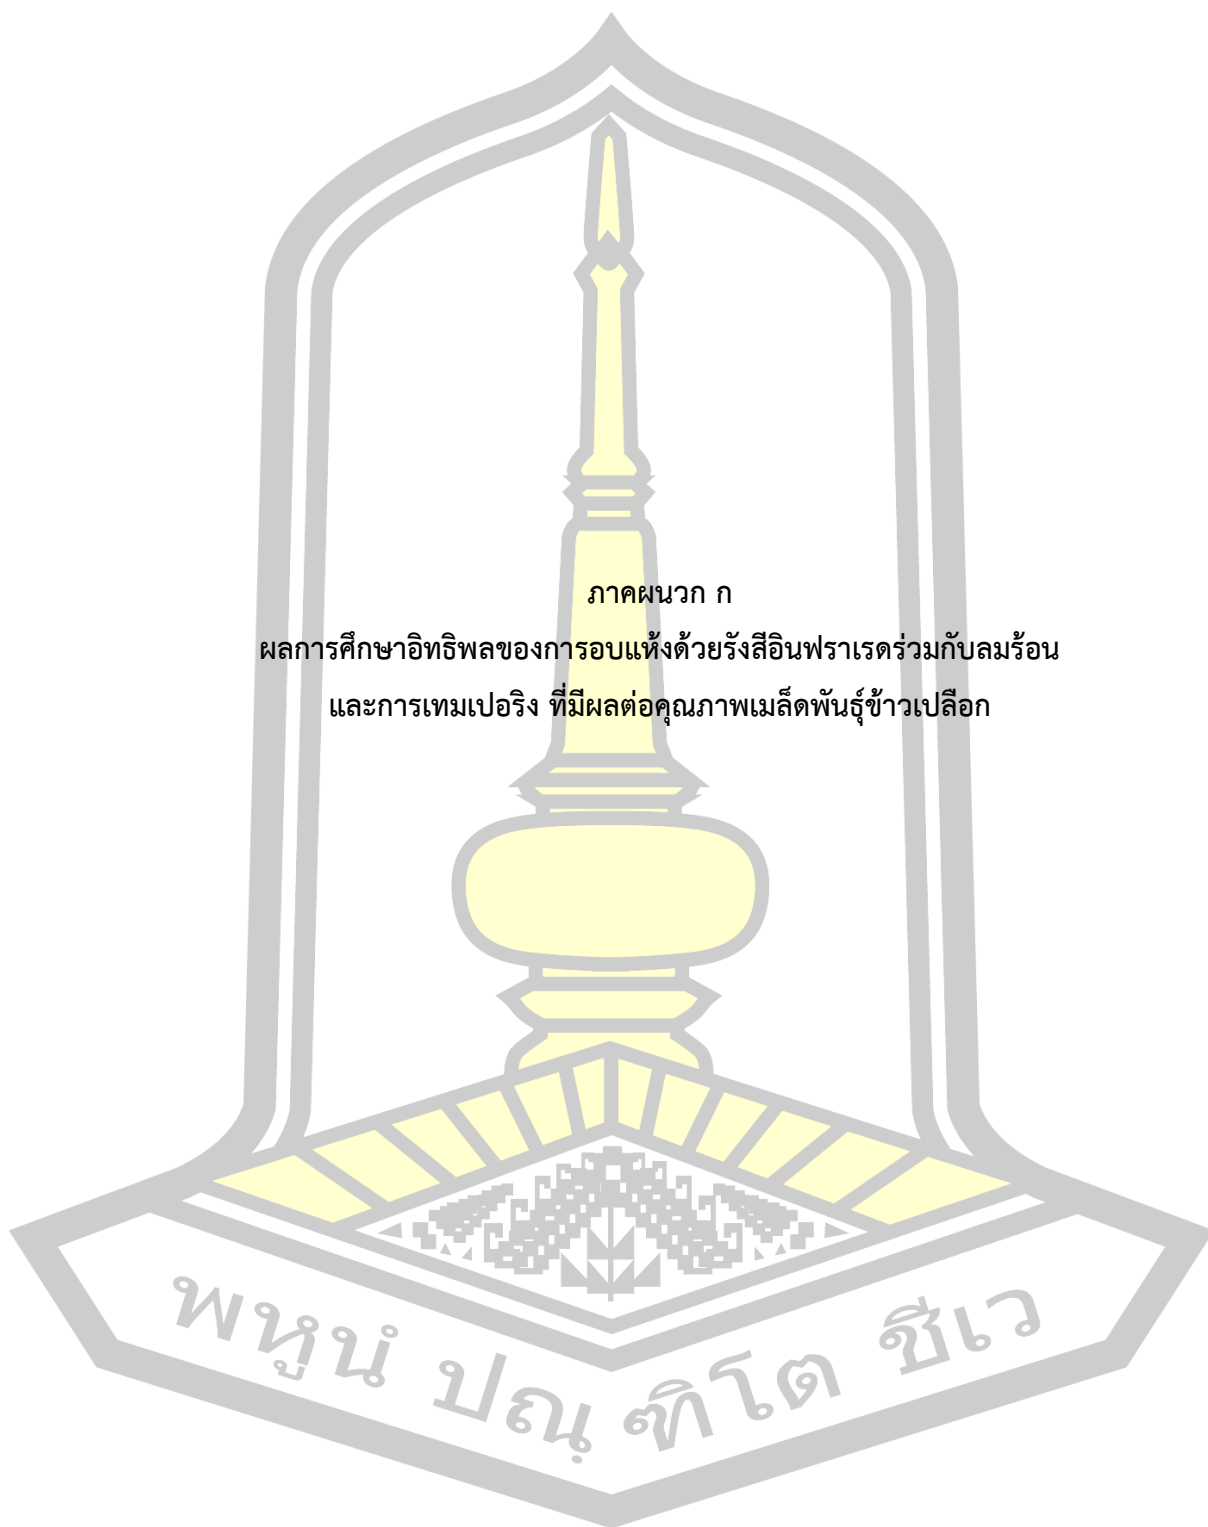 ภาคผนวก ก
ผลการศึกษาอิทธิพลของการอบแห้งด้วยรังสีอินฟราเรดร่วมกับลมร้อน
และการเทมเปอริง ที่มีผลต่อคุณภาพเมล็ดพันธุ์ข้าวเปลือก
พหูนํ ปณฺฑิโต ชีเว